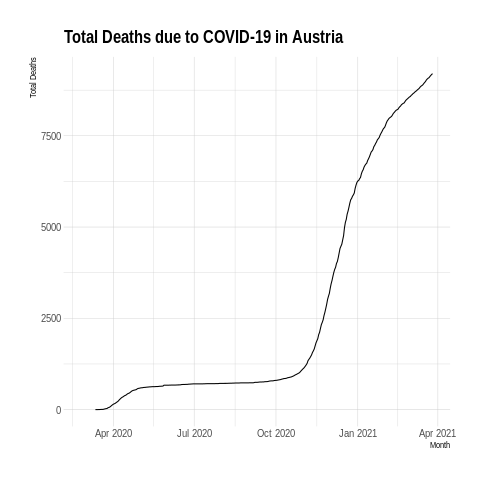 Total Deaths due to COVID-19 in Austria
Total Deaths
7500
5000
2500
0
Apr 2020 Jul 2020 Oct 2020 Jan 2021 Apr 2021
Month